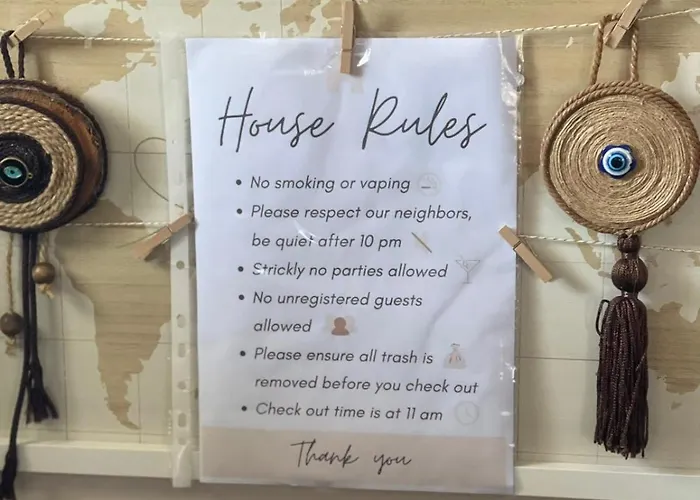 House Rules
• No smoking or vaping
• Please respect our neighbors,
be quiet after 10 pm
• Strickly no parties allowed
• No unregistered guests
allowed
• Please ensure all trash is
removed before you check out
• Check out time is at 11 am
Thank you